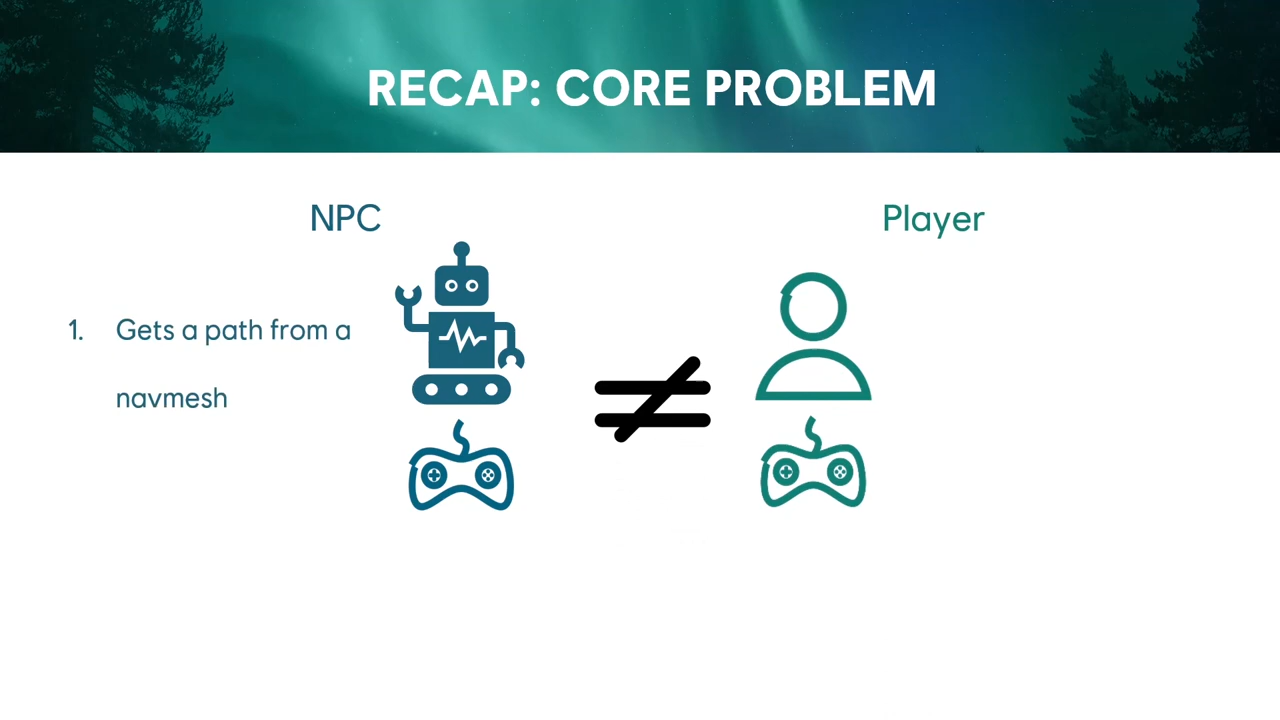 RECAP: CORE PROBLEM
NPC
Player
1. Gets a path from a
navmesh